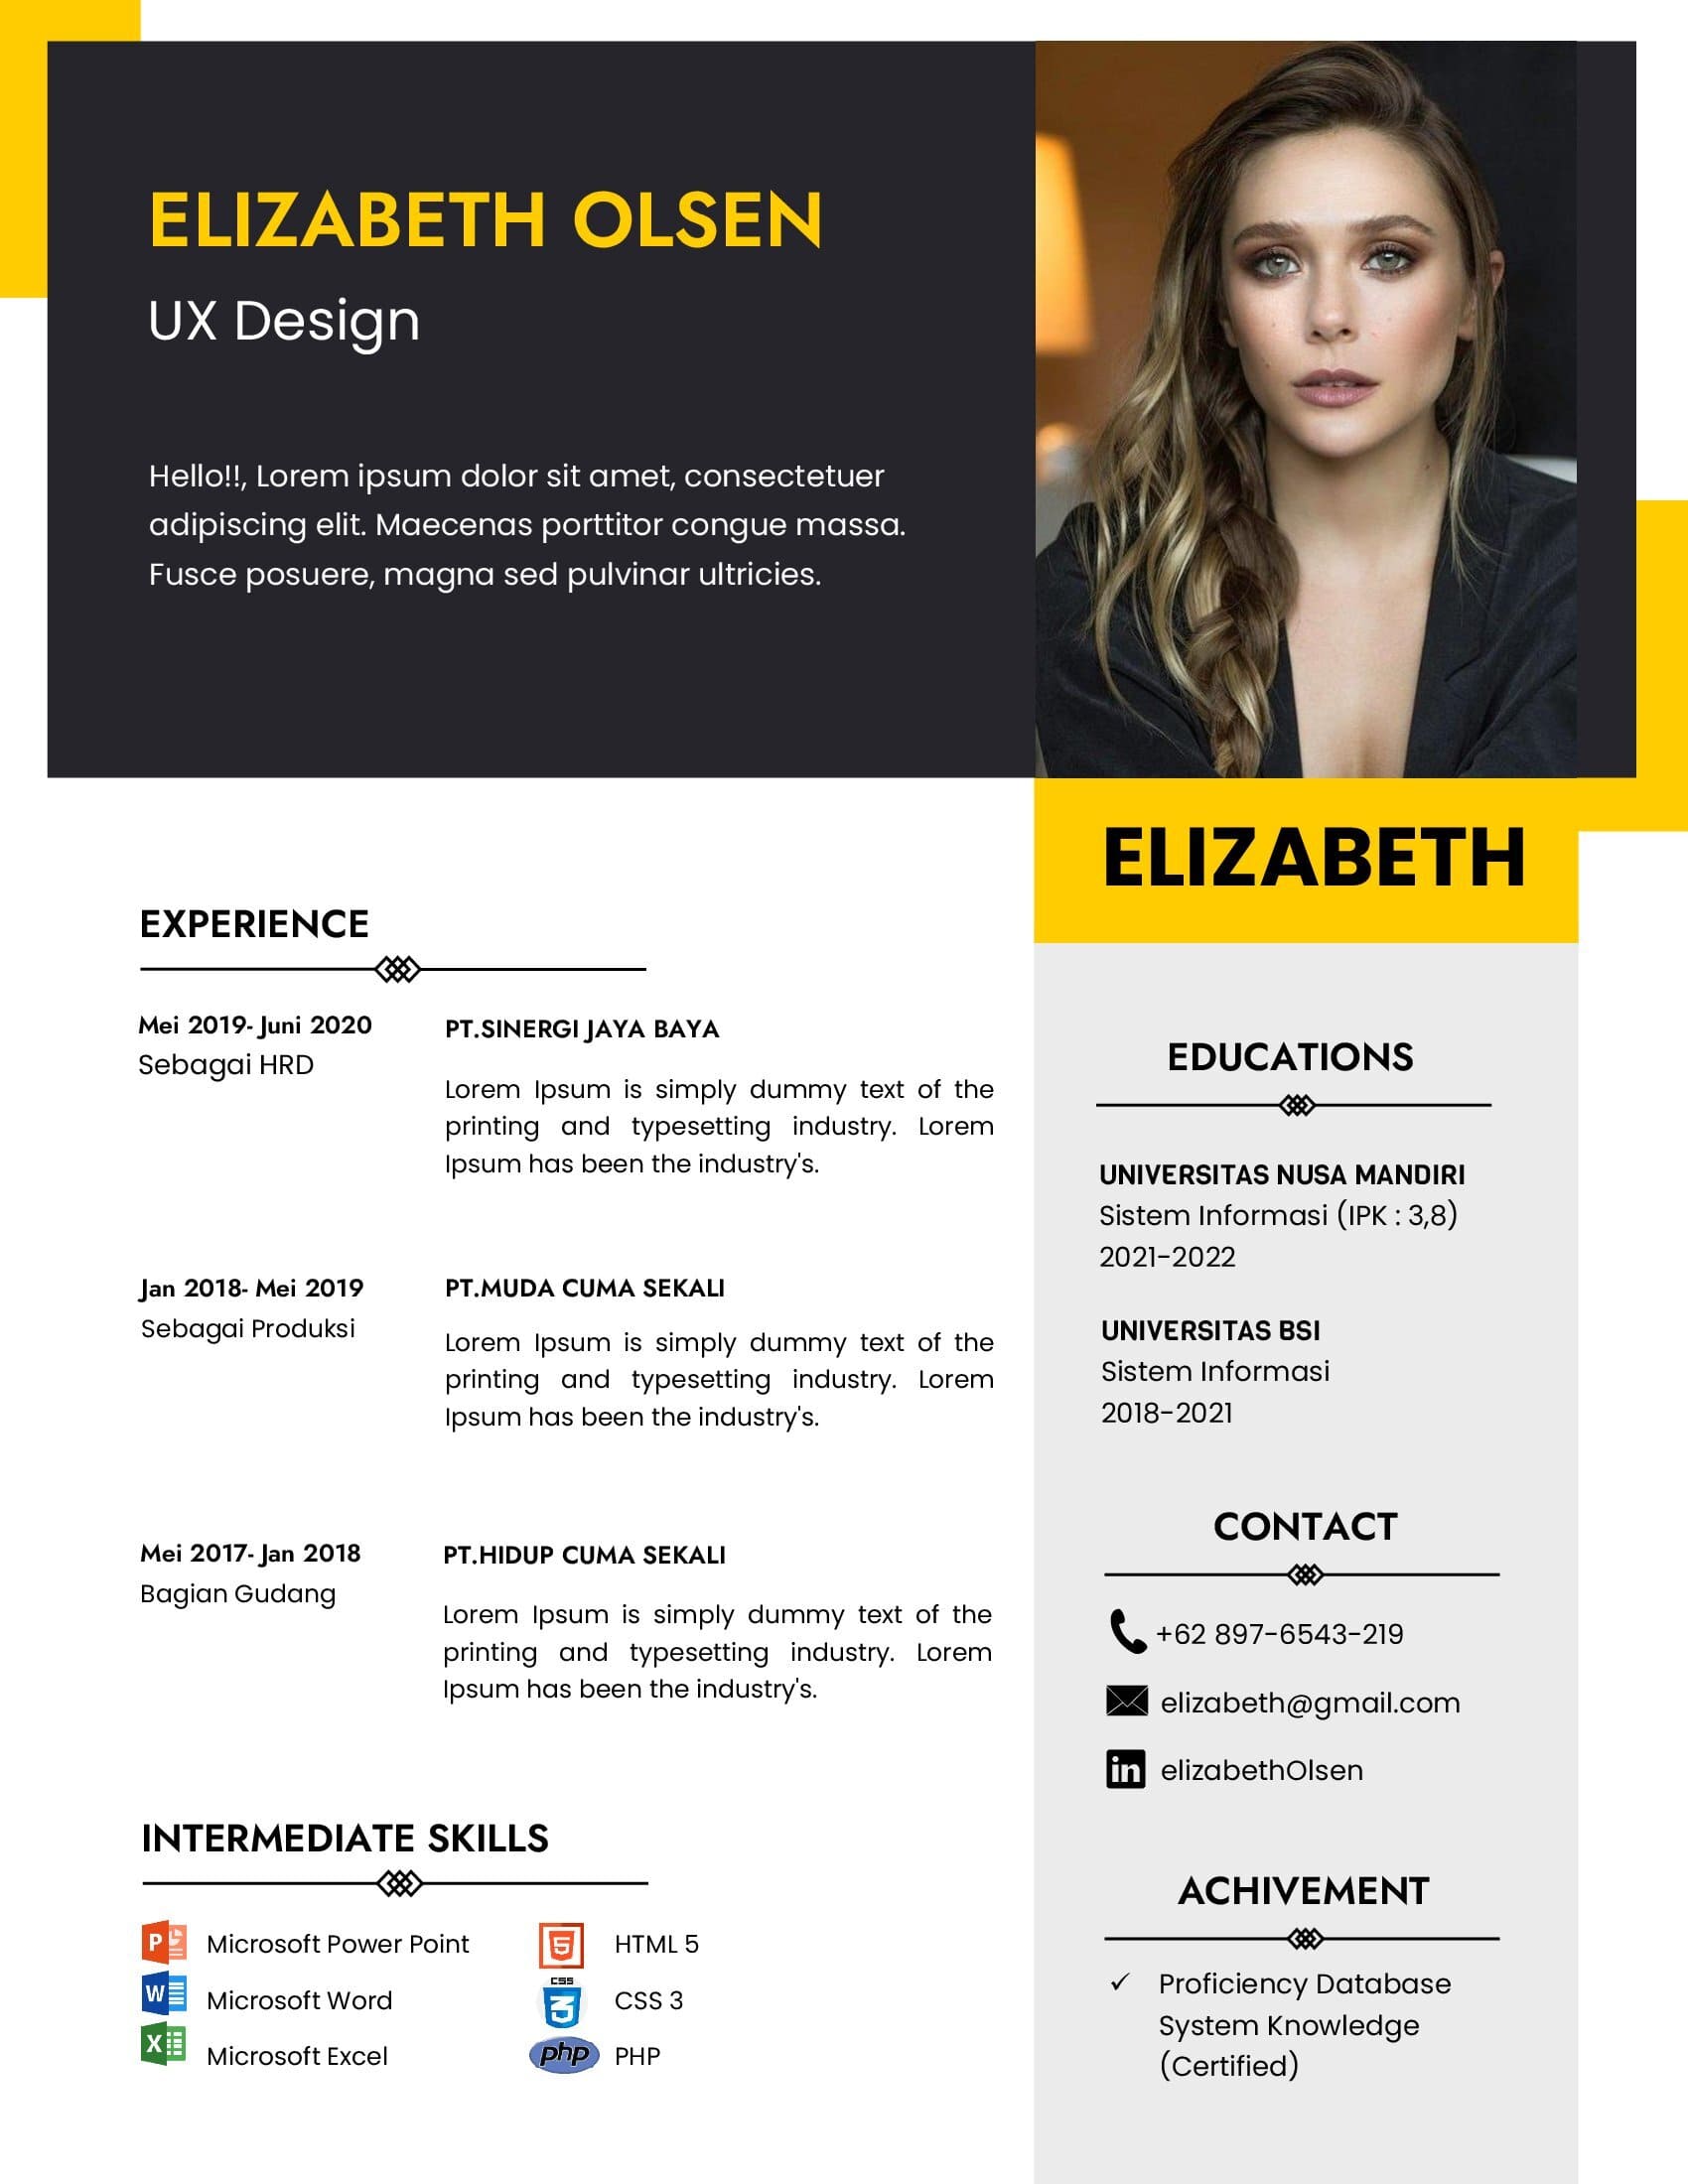 ELIZABETH OLSEN
UX Design
Hello!!, Lorem ipsum dolor sit amet, consectetuer
adipiscing elit. Maecenas porttitor congue massa.
Fusce posuere, magna sed pulvinar ultricies.
ELIZABETH
EXPERIENCE
Mei 2019- Juni 2020
Sebagai HRD
PT.SINERGI JAYA BAYA
Lorem Ipsum is simply dummy text of the
printing and typesetting industry. Lorem
Ipsum has been the industry's.
Jan 2018- Mei 2019
Sebagai Produksi
PT.MUDA CUMA SEKALI
Lorem Ipsum is simply dummy text of the
printing and typesetting industry. Lorem
Ipsum has been the industry's.
Mei 2017- Jan 2018
Bagian Gudang
PT.HIDUP CUMA SEKALI
Lorem Ipsum is simply dummy text of the
printing and typesetting industry. Lorem
Ipsum has been the industry's.
INTERMEDIATE SKILLS
P Microsoft Power Point
W Microsoft Word
X Microsoft Excel
5 HTML 5
CSS
3 CSS 3
php PHP
EDUCATIONS
UNIVERSITAS NUSA MANDIRI
Sistem Informasi (IPK : 3,8)
2021-2022
UNIVERSITAS BSI
Sistem Informasi
2018-2021
CONTACT
+62 897-6543-219
elizabeth@gmail.com
in elizabethOlsen
ACHIVEMENT
✓ Proficiency Database
System Knowledge
(Certified)